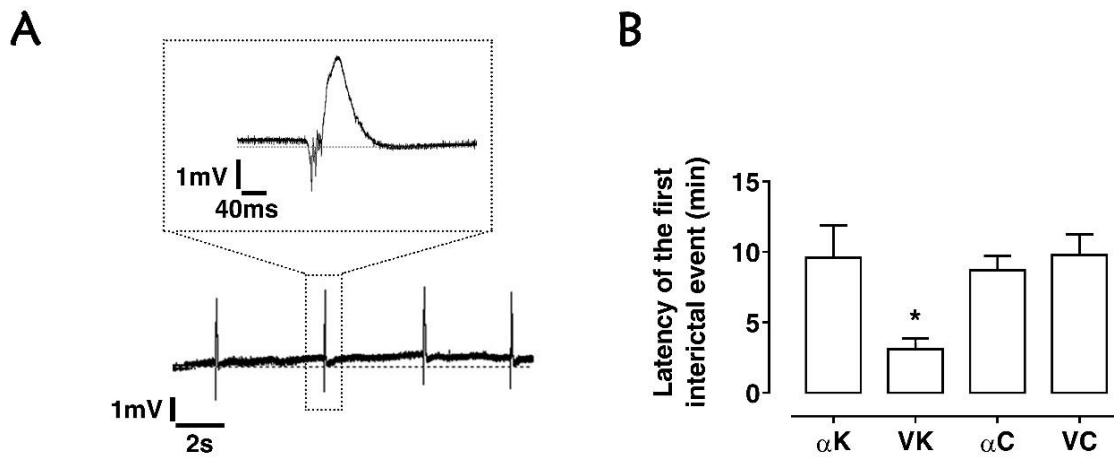 A
1mV
40ms
1mV
2s
B
Latency of the first
interictal event (min)
15
10
5
0
*
αK VK αC VC